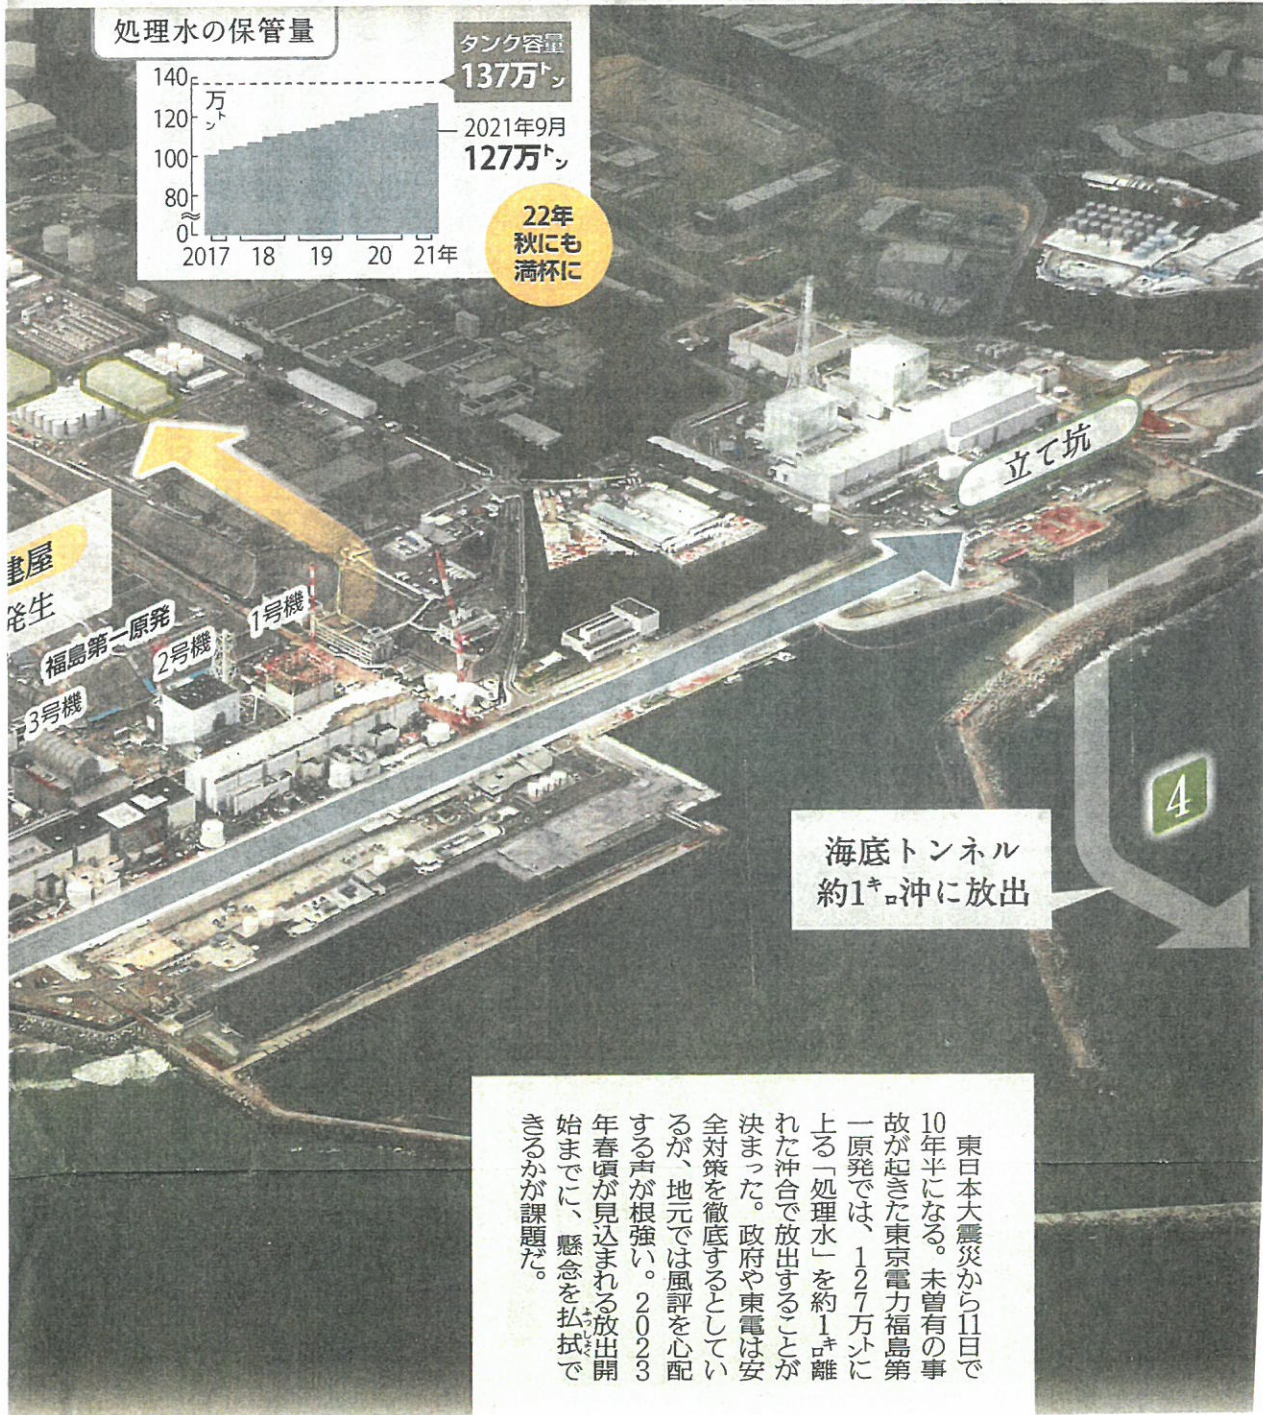 処理水の保管量
タンク容量
137万トン
140
万トン
120
100
80
0
2021年9月
127万トン
2017 18 19 20 21年
22年
秋にも
満杯に
立て坑
建屋
発生
福島第一原発
1号機
2号機
3号機
4
海底トンネル
約1キロ沖に放出
東日本大震災から11日で
10年半になる。未曽有の事
故が起きた東京電力福島第
一原発では、127万トンに
上る「処理水」を約1キロ離
れた沖合で放出することが
決まった。政府や東電は安
全対策を徹底するとしてい
るが、地元では風評を心配
する声が根強い。2023
年春頃が見込まれる放出開
始までに、懸念を払拭で
きるかが課題だ。